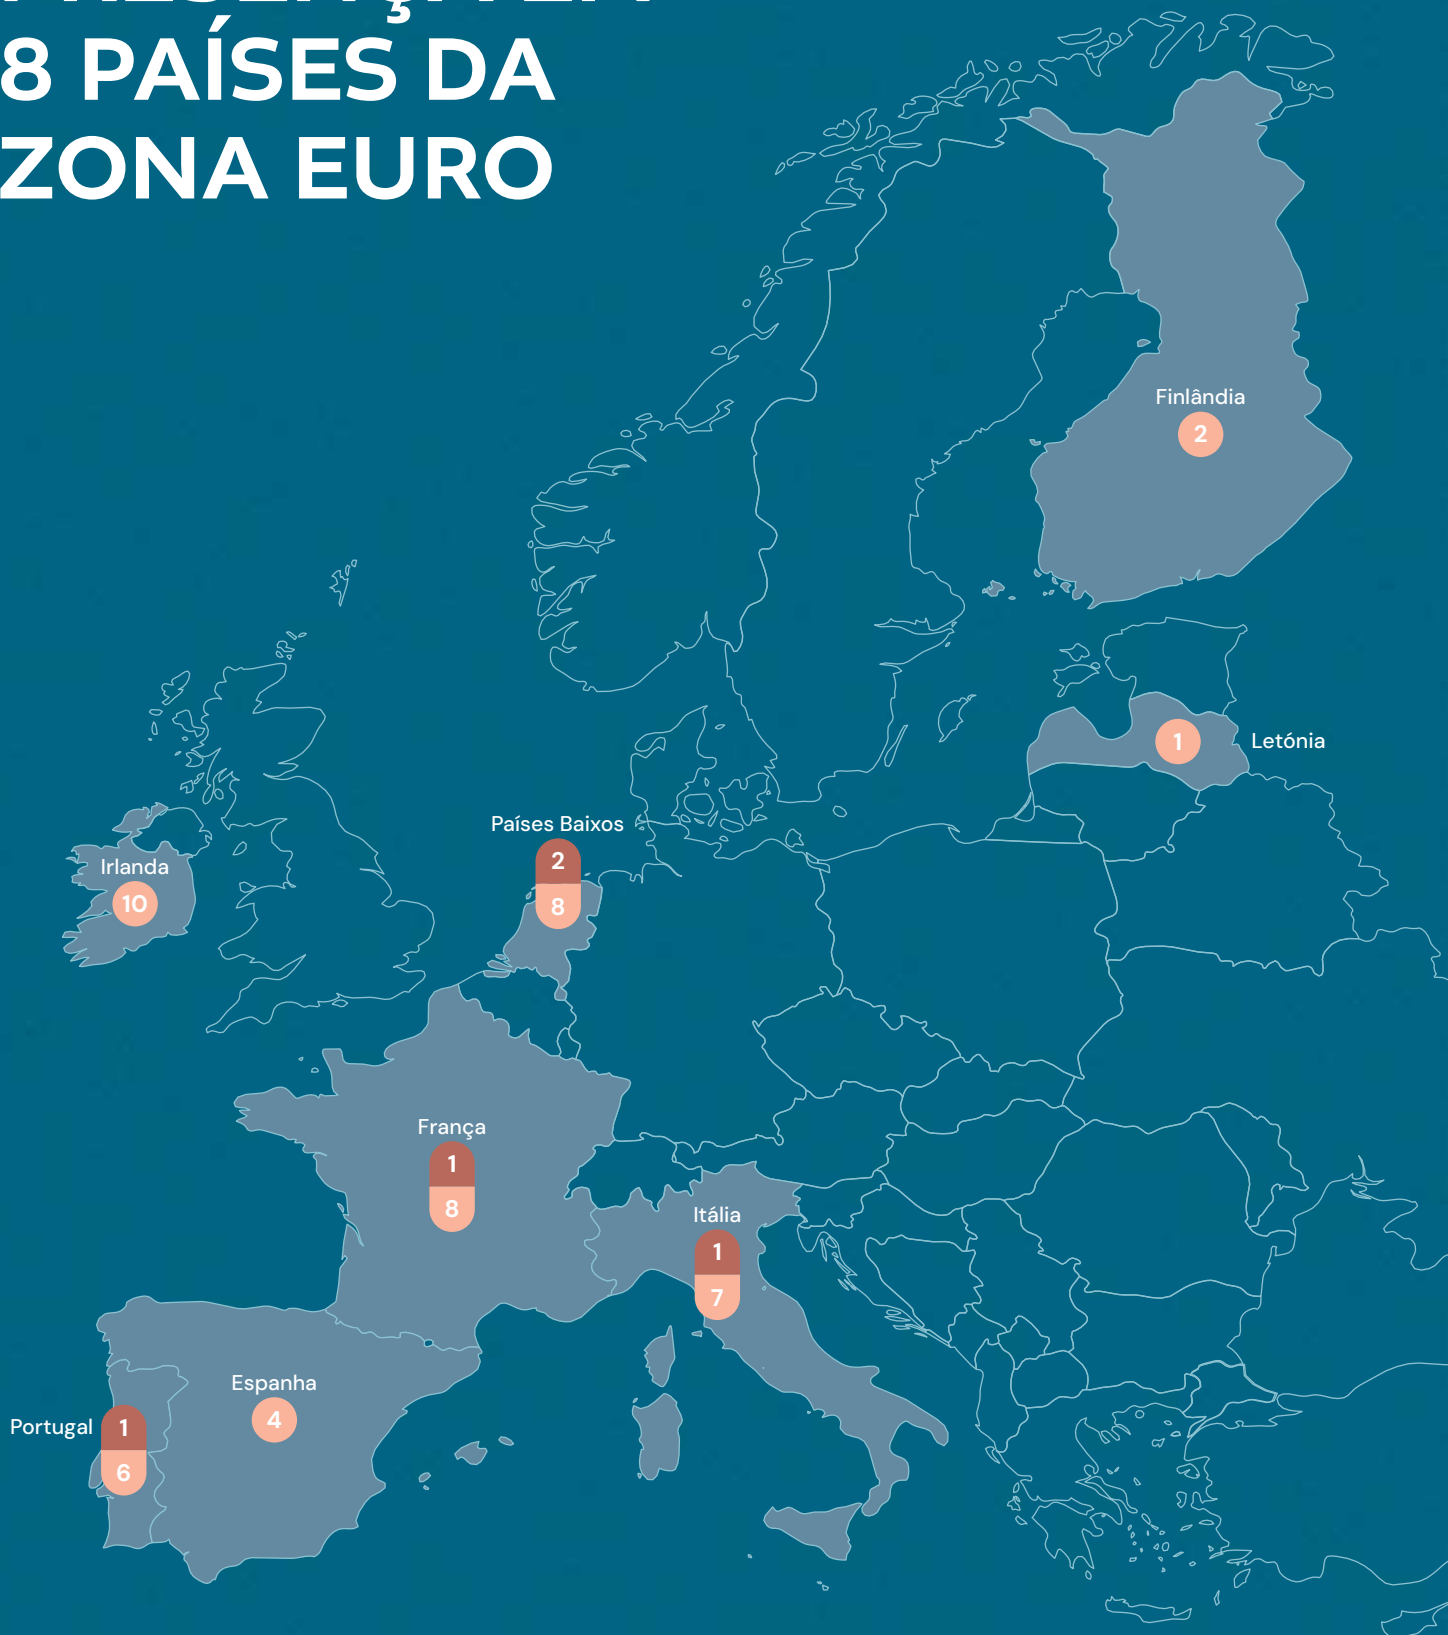 8 PAÍSES DA
ZONA EURO
Finlândia
2
Letónia
1
Países Baixos
2
8
Irlanda
10
França
1
8
Itália
1
7
Espanha
4
Portugal
1
6